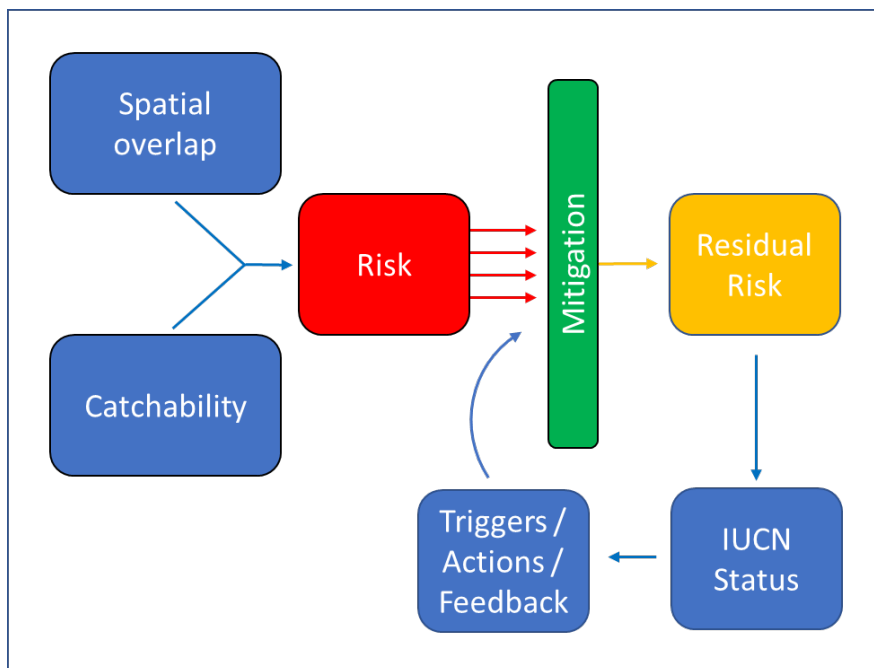 Spatial
overlap
Risk
Mitigation
Residual
Risk
Catchability
Triggers /
Actions /
Feedback
IUCN
Status